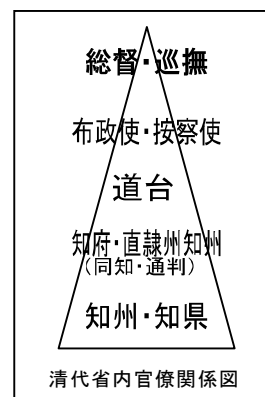 総督・巡撫
布政使・按察使
道台
知府・直隷州知州
（同知・通判）
知州・知県
清代省内官僚関係図